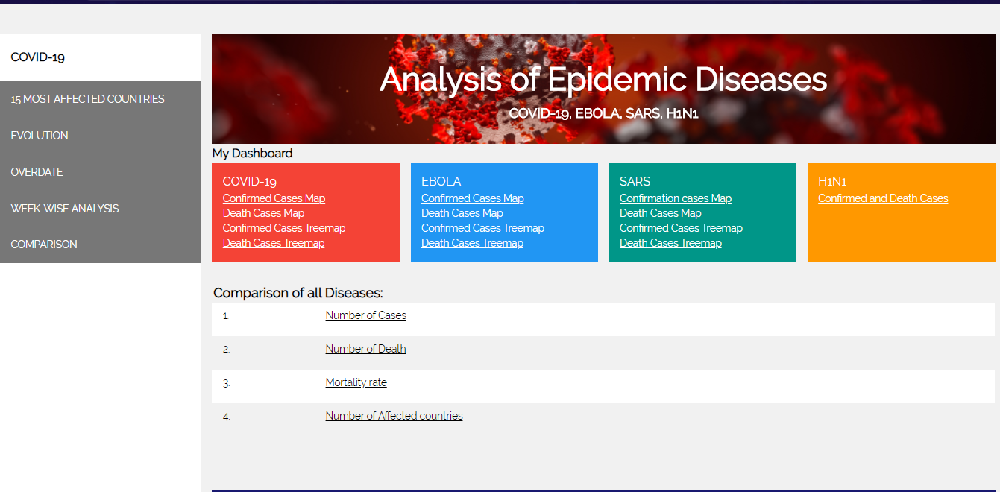 COVID-19
15 MOST AFFECTED COUNTRIES
EVOLUTION
OVERDATE
WEEK-WISE ANALYSIS
COMPARISON
Analysis of Epidemic Diseases
COVID-19, EBOLA, SARS, H1N1
My Dashboard
COVID-19
Confirmed Cases Map
Death Cases Map
Confirmed Cases Treemap
Death Cases Treemap
EBOLA
Confirmed Cases Map
Death Cases Map
Confirmed Cases Treemap
Death Cases Treemap
SARS
Confirmation cases Map
Death Cases Map
Confirmed Cases Treemap
Death Cases Treemap
H1N1
Confirmed and Death Cases
Comparison of all Diseases:
1. Number of Cases
2. Number of Death
3. Mortality rate
4. Number of Affected countries